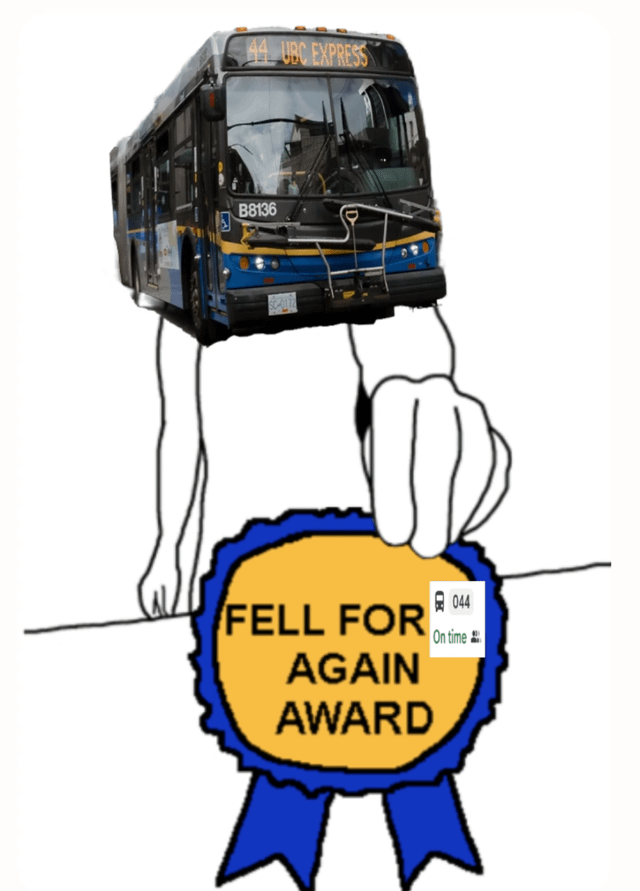 44 UBC EXPRESS
B8136
FELL FOR
044
On time
AGAIN
AWARD